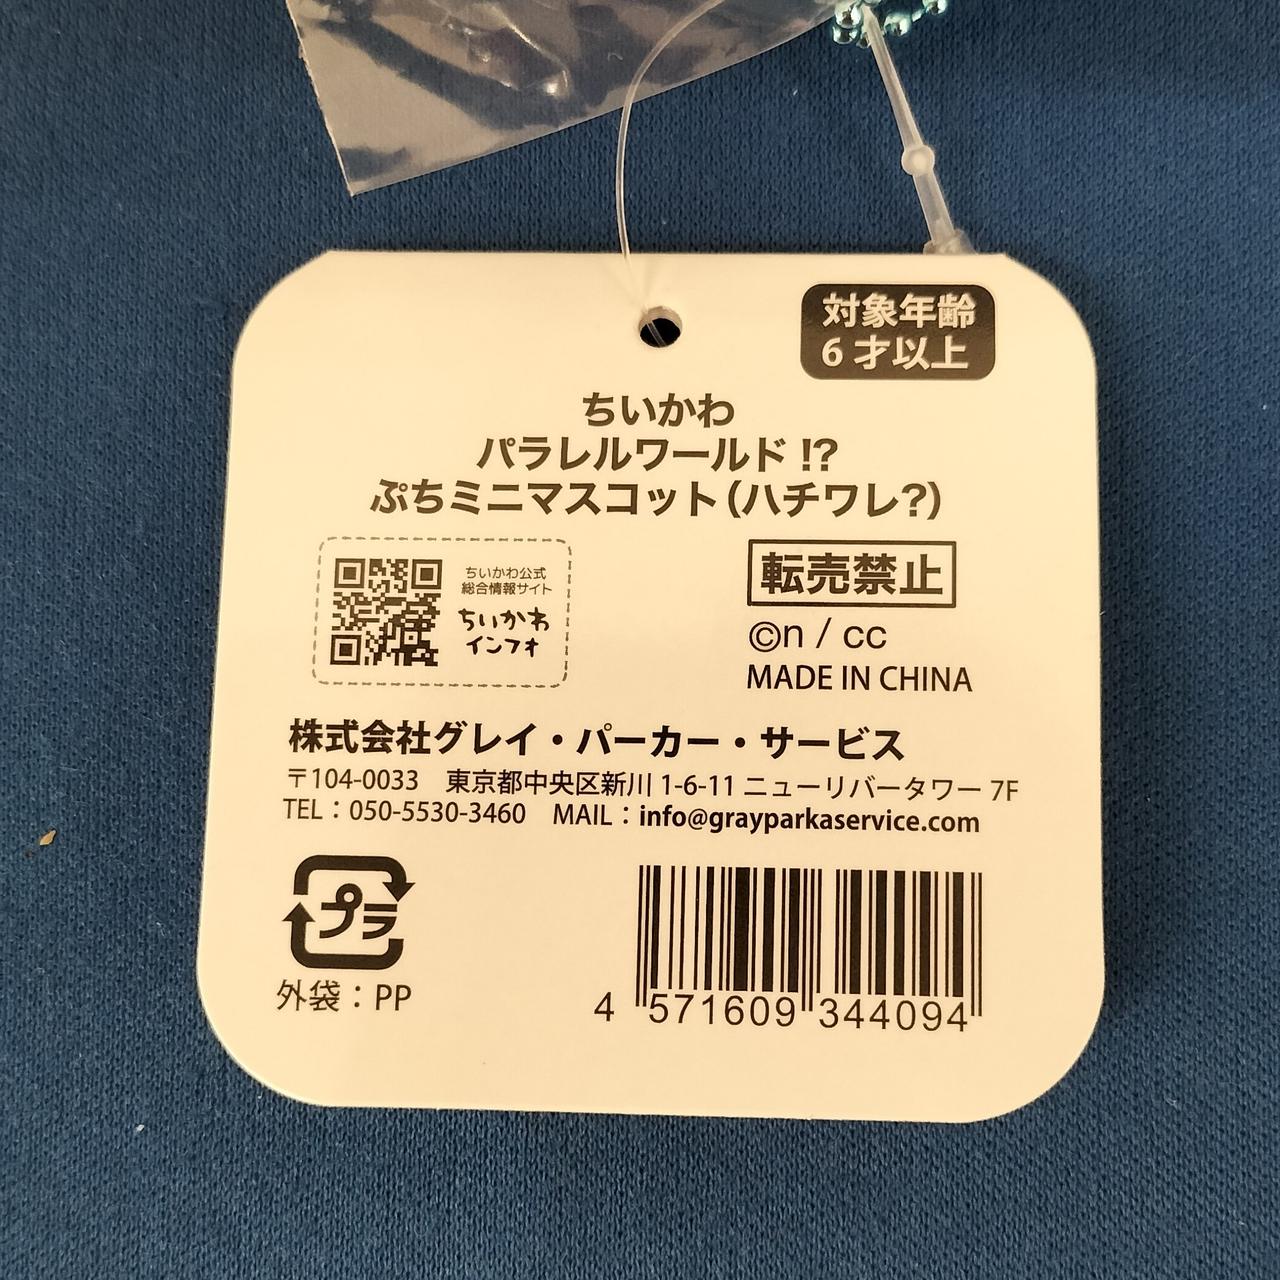 対象年齢
6才以上
ちいかわ
パラレルワールド!?
ぷちミニマスコット(ハチワレ?)
ちいかわ公式
総合情報サイト
ちいかわ
インフォ
転売禁止
©n / cc
MADE IN CHINA
株式会社グレイ・パーカー・サービス
〒104-0033 東京都中央区新川1-6-11 ニューリバータワー 7F
TEL:050-5530-3460 MAIL:info@grayparkaservice.com
プラ
外袋:PP
4 571609 344094